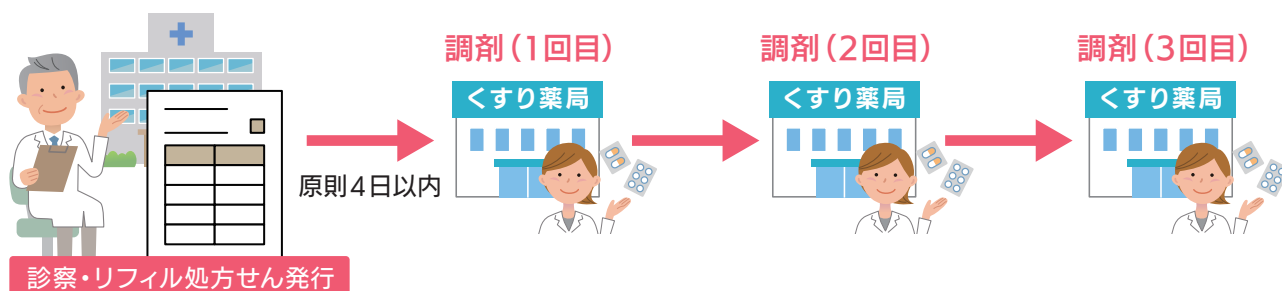 調剤（1回目）
調剤（2回目）
調剤（3回目）
くすり薬局
くすり薬局
くすり薬局
原則4日以内
診察・リフィル処方せん発行